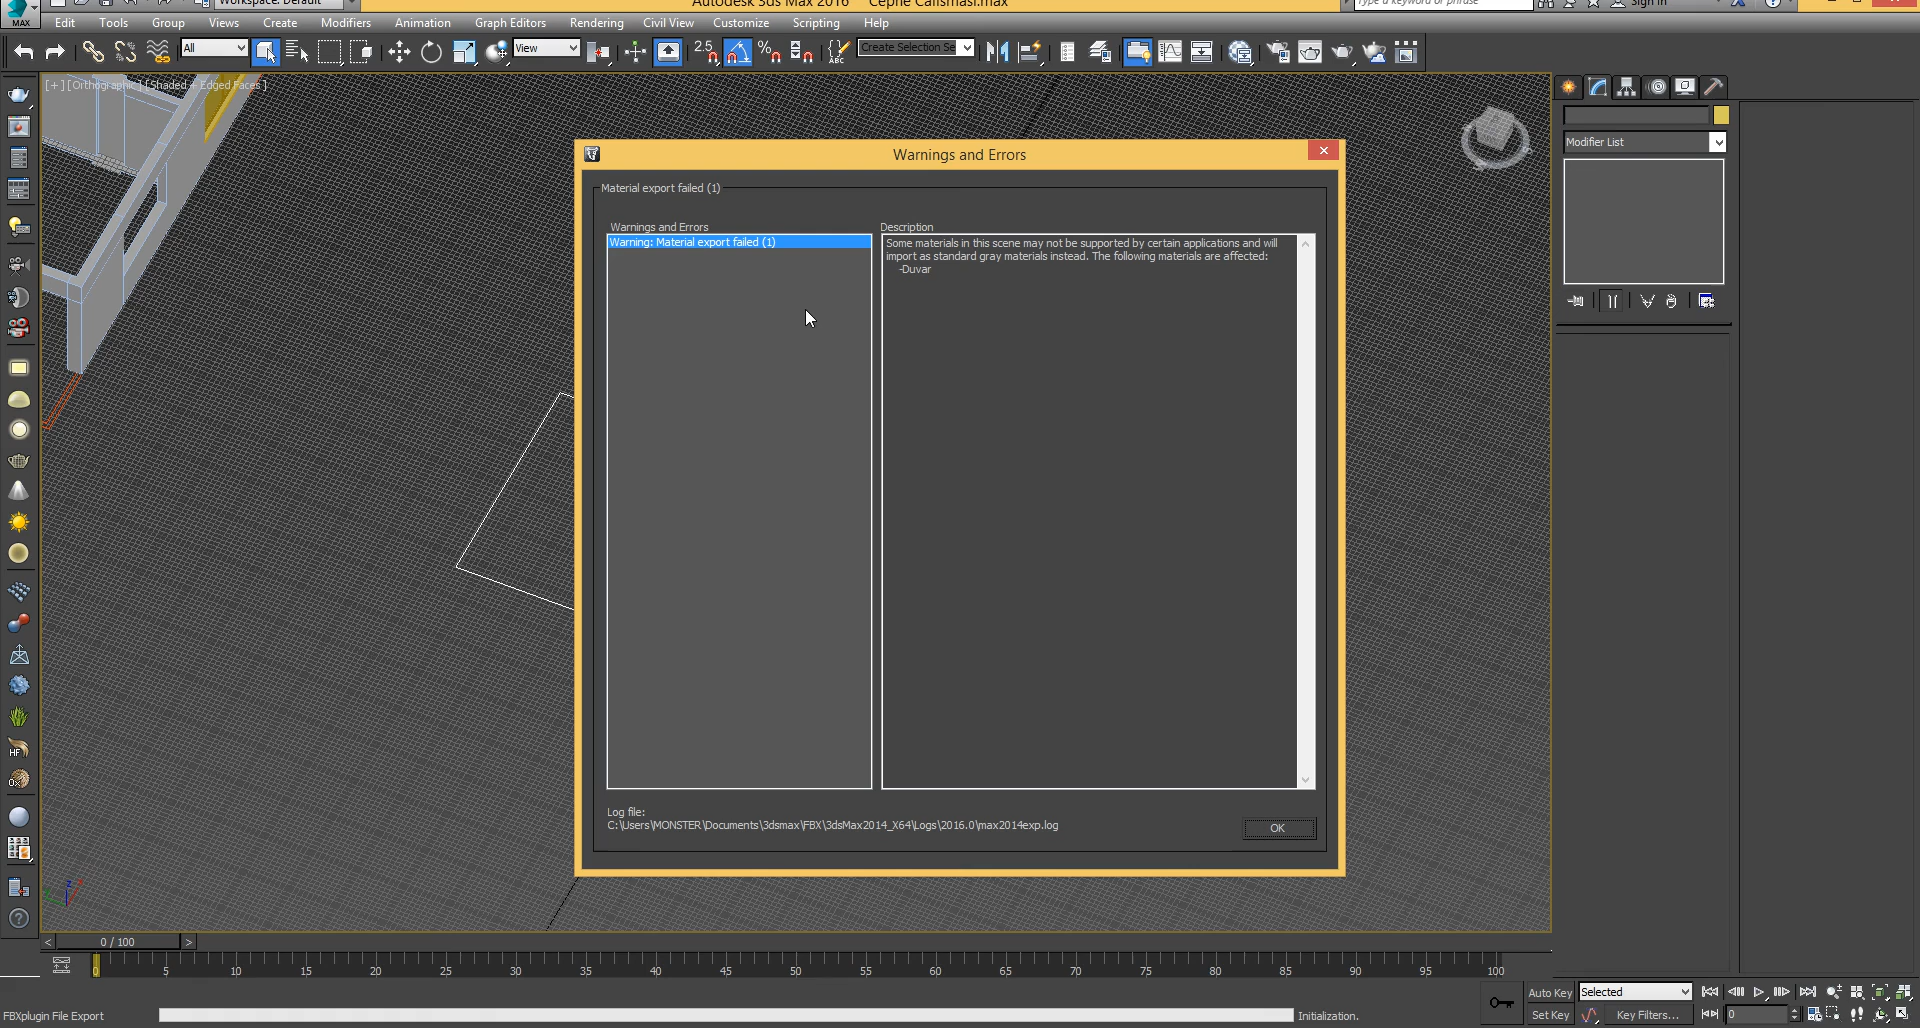 Workspace: Default
Autodesk 3ds Max 2016 Cephe Calismasi.max
Type a keyword or phrase
Sign In
MAX
Edit Tools Group Views Create Modifiers Animation Graph Editors Rendering Civil View Customize Scripting Help
All
View
2.5
ABC
Create Selection Se
[+] [Orthographic] [Shaded + Edged Faces]
Warnings and Errors
Modifier List
Material export failed (1)
Warnings and Errors
Description
Warning: Material export failed (1)
Some materials in this scene may not be supported by certain applications and will
import as standard gray materials instead. The following materials are affected:
-Duvar
HF
OX
Log file:
C:\Users\MONSTER\Documents\3dsmax\FBX\3dsMax2014_X64\Logs\2016.0\max2014exp.log
OK
0 / 100
0 5 10 15 20 25 30 35 40 45 50 55 60 65 70 75 80 85 90 95 100
Auto Key
Selected
Set Key
Key Filters...
0
FBXplugin File Export
Initialization.